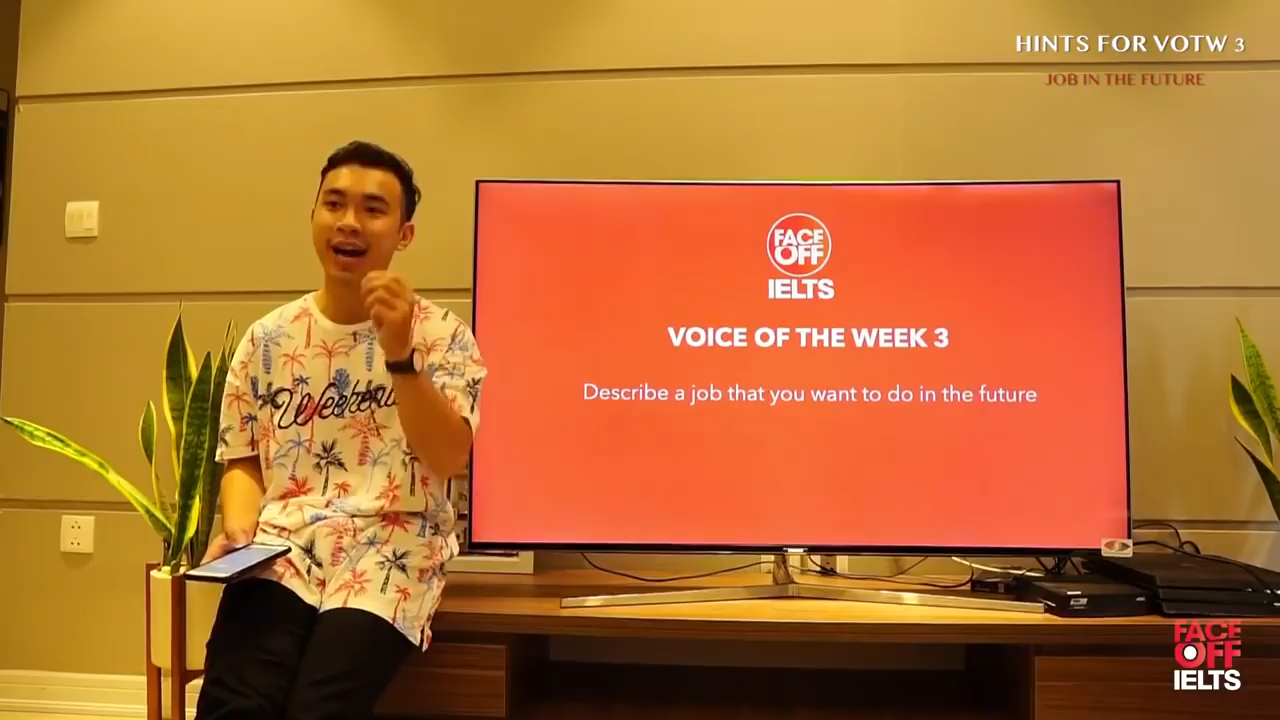 HINTS FOR VOTW 3
JOB IN THE FUTURE
FACE
OFF
IELTS
VOICE OF THE WEEK 3
Describe a job that you want to do in the future
Weekend
FACE
OFF
IELTS